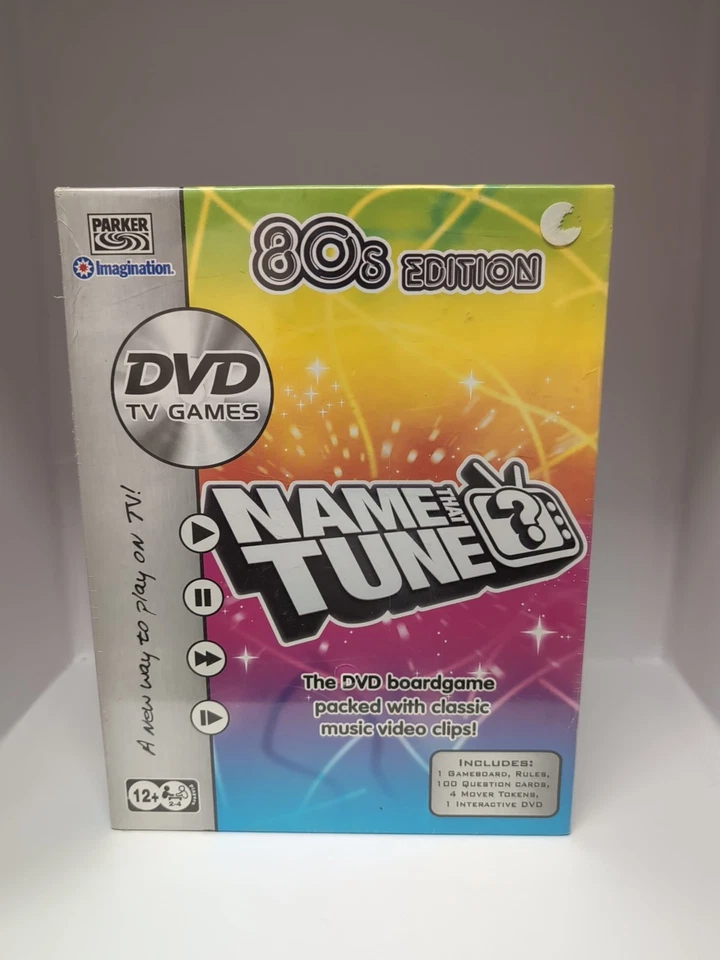 PARKER
Imagination.
80s EDITION
DVD
TV GAMES
A new way to play on TV!
NAME THAT
TUNE ?
The DVD boardgame
packed with classic
music video clips!
INCLUDES:
1 GAMEBOARD, RULES,
100 QUESTION CARDS,
4 MOVER TOKENS,
1 INTERACTIVE DVD
12+
2-4